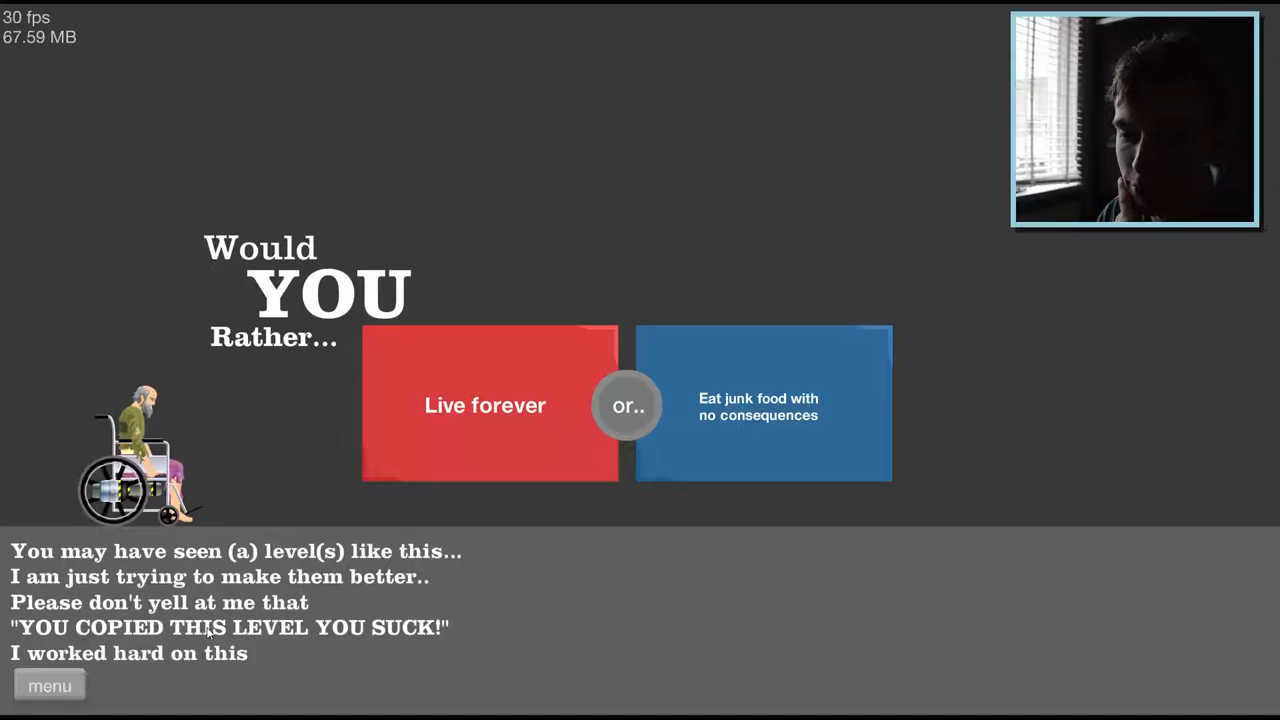 30 fps
67.59 MB
Would
YOU
Rather...
Live forever
or..
Eat junk food with
no consequences
You may have seen (a) level(s) like this...
I am just trying to make them better..
Please don't yell at me that
"YOU COPIED THIS LEVEL YOU SUCK!"
I worked hard on this
menu